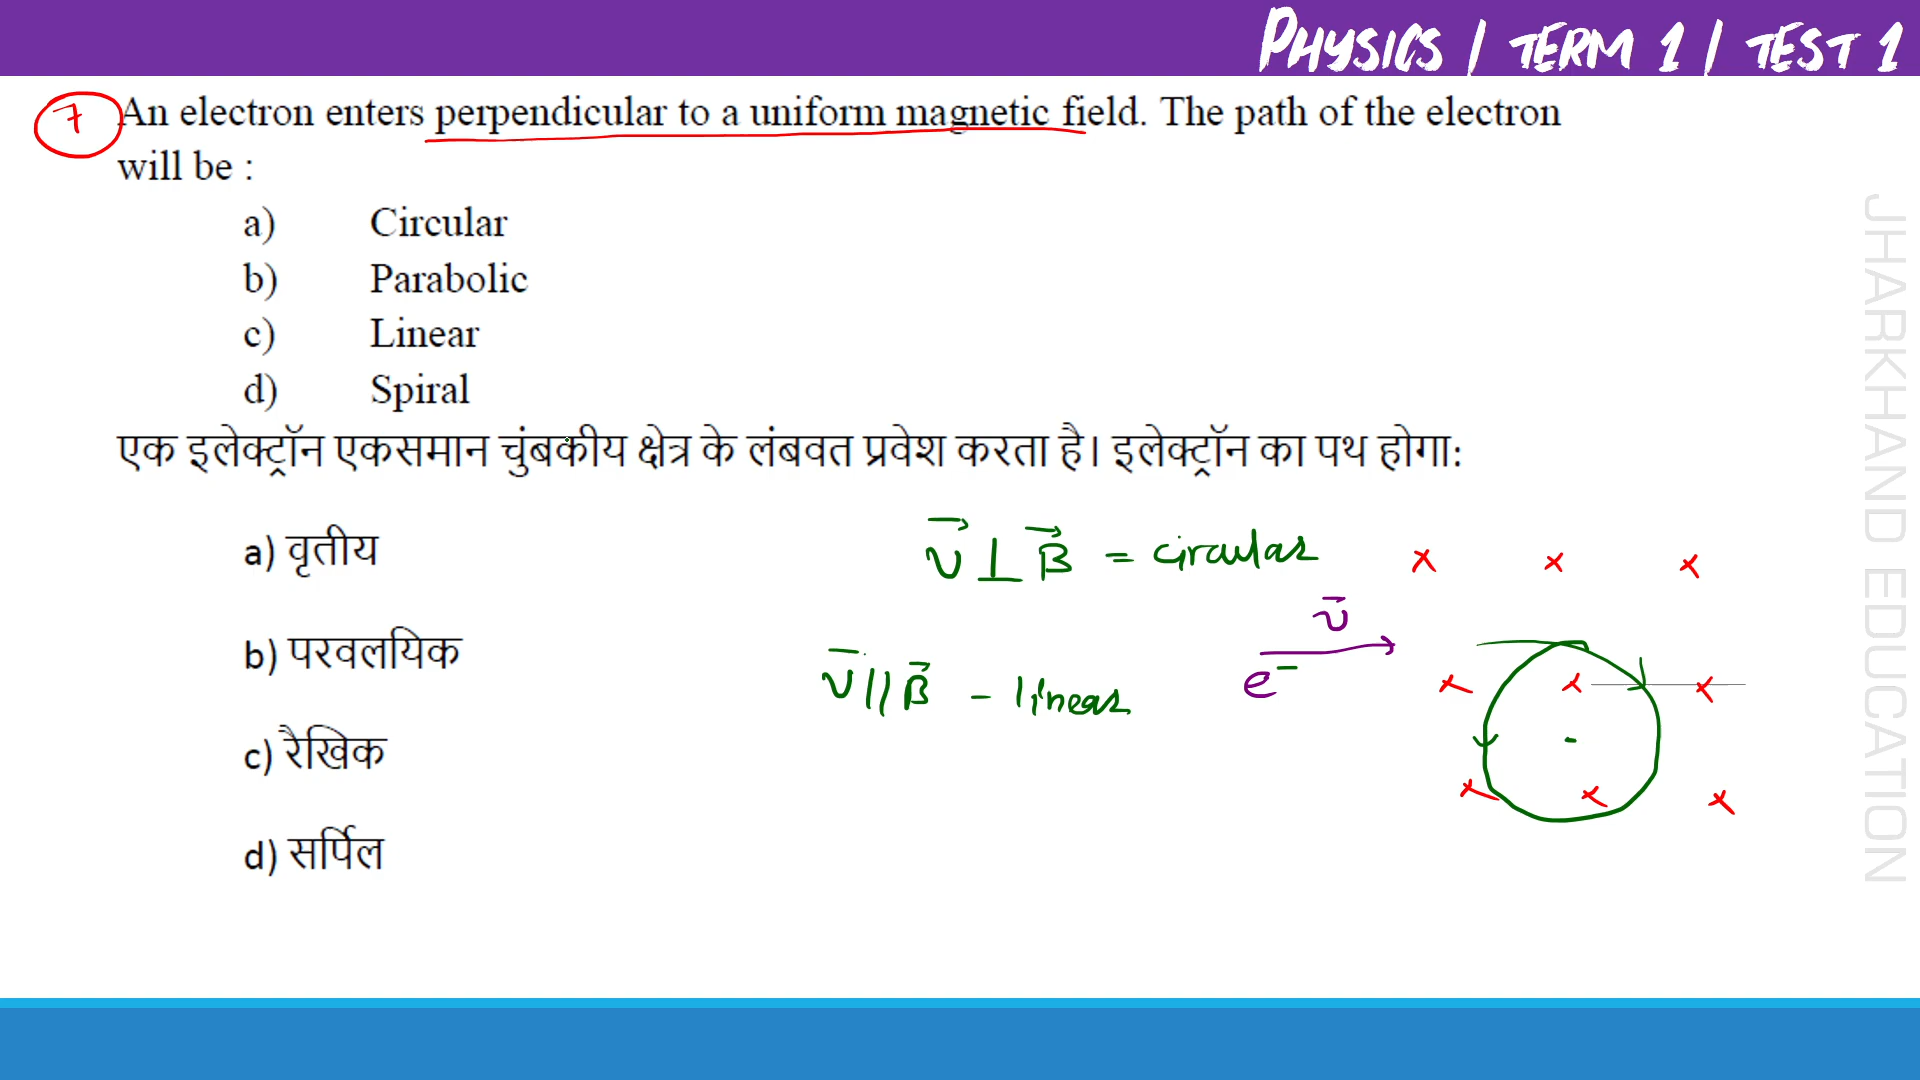 PHYSICS / TERM 1 / TEST 1
7 An electron enters perpendicular to a uniform magnetic field. The path of the electron
will be :
a) Circular
b) Parabolic
c) Linear
d) Spiral
एक इलेक्ट्रॉन एकसमान चुंबकीय क्षेत्र के लंबवत प्रवेश करता है। इलेक्ट्रॉन का पथ होगा:
a) वृतीय
b) परवलयिक
c) रैखिक
d) सर्पिल
v⃗ ⊥ B⃗ = circular
v⃗ // B⃗ - linear
v⃗
e⁻
x x x
x x x
x x x
-
JHARKHAND EDUCATION